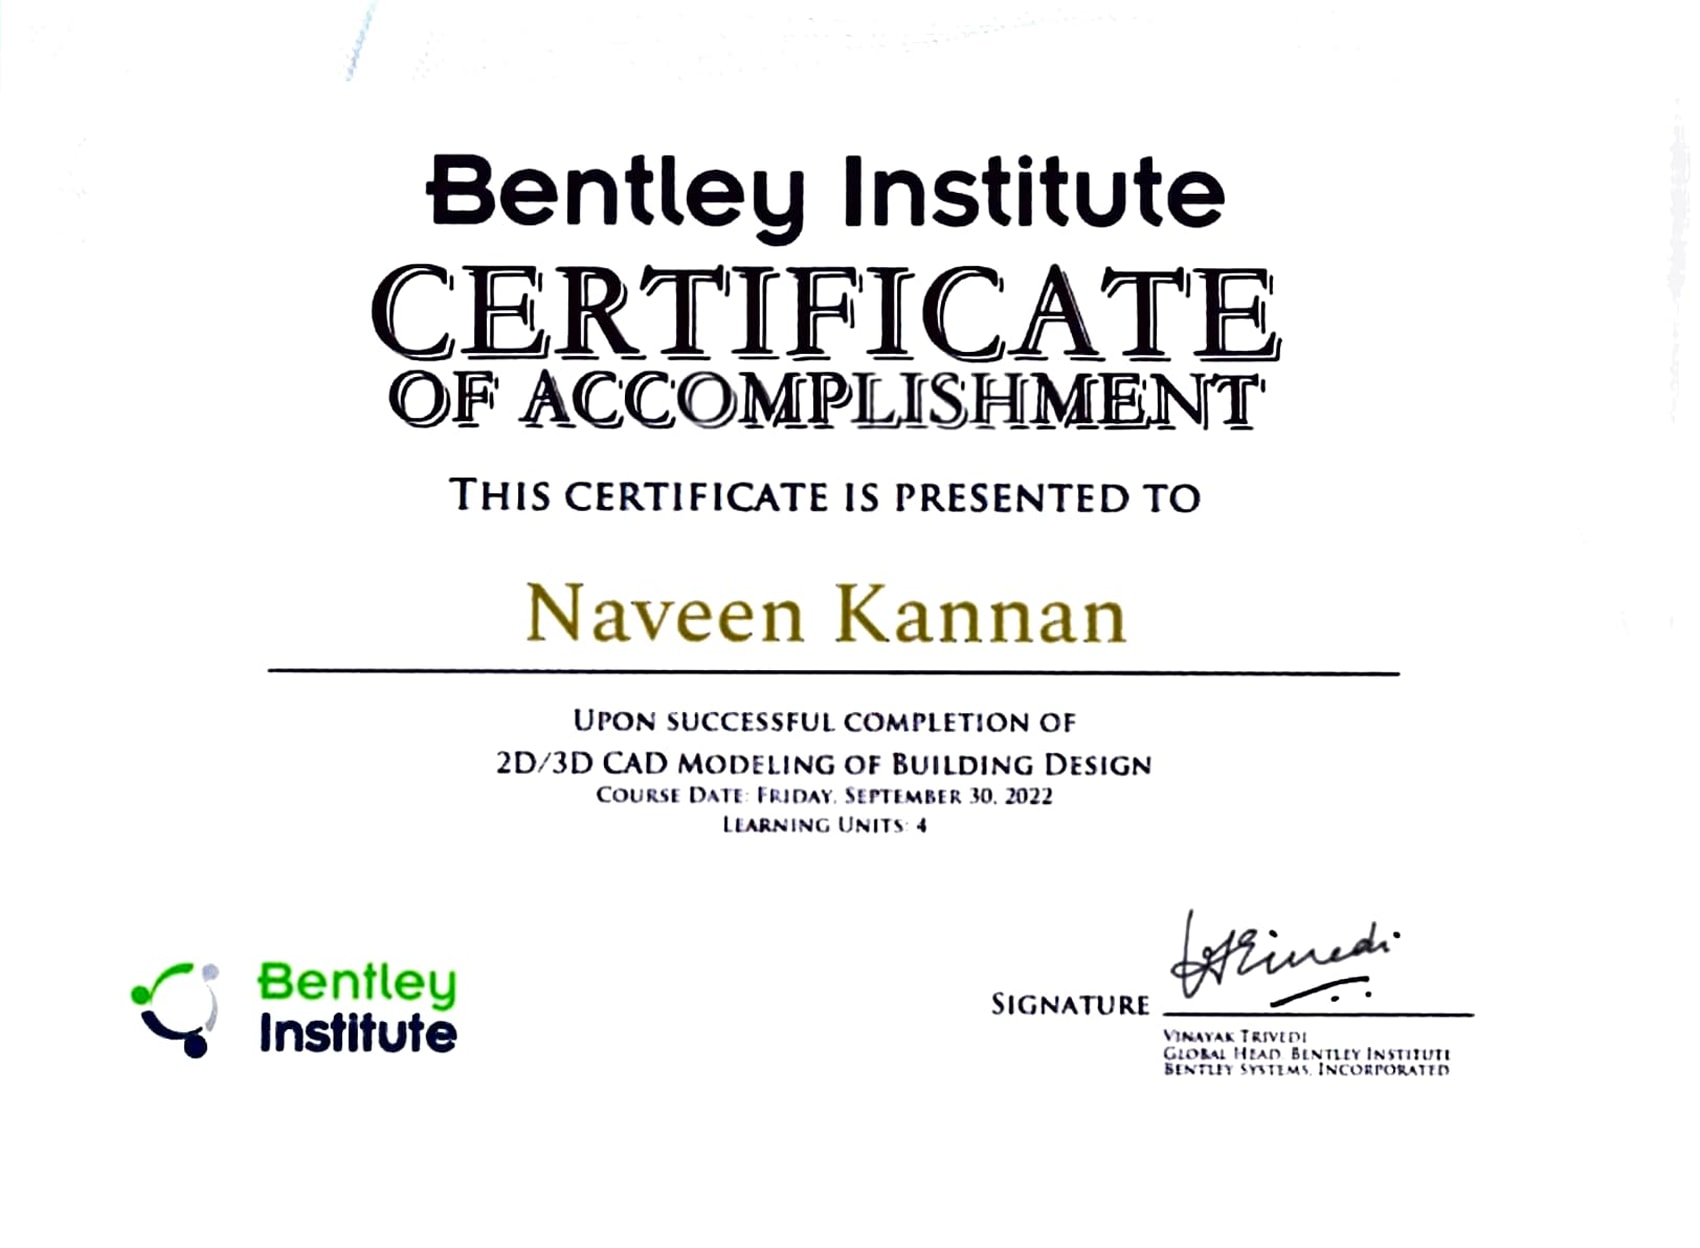 Bentley Institute
CERTIFICATE
OF ACCOMPLISHMENT
THIS CERTIFICATE IS PRESENTED TO
Naveen Kannan
UPON SUCCESSFUL COMPLETION OF
2D/3D CAD MODELING OF BUILDING DESIGN
COURSE DATE: FRIDAY, SEPTEMBER 30, 2022
LEARNING UNITS: 4
Bentley
Institute
SIGNATURE
VINAYAK TRIVEDI
GLOBAL HEAD, BENTLEY INSTITUTE
BENTLEY SYSTEMS, INCORPORATED